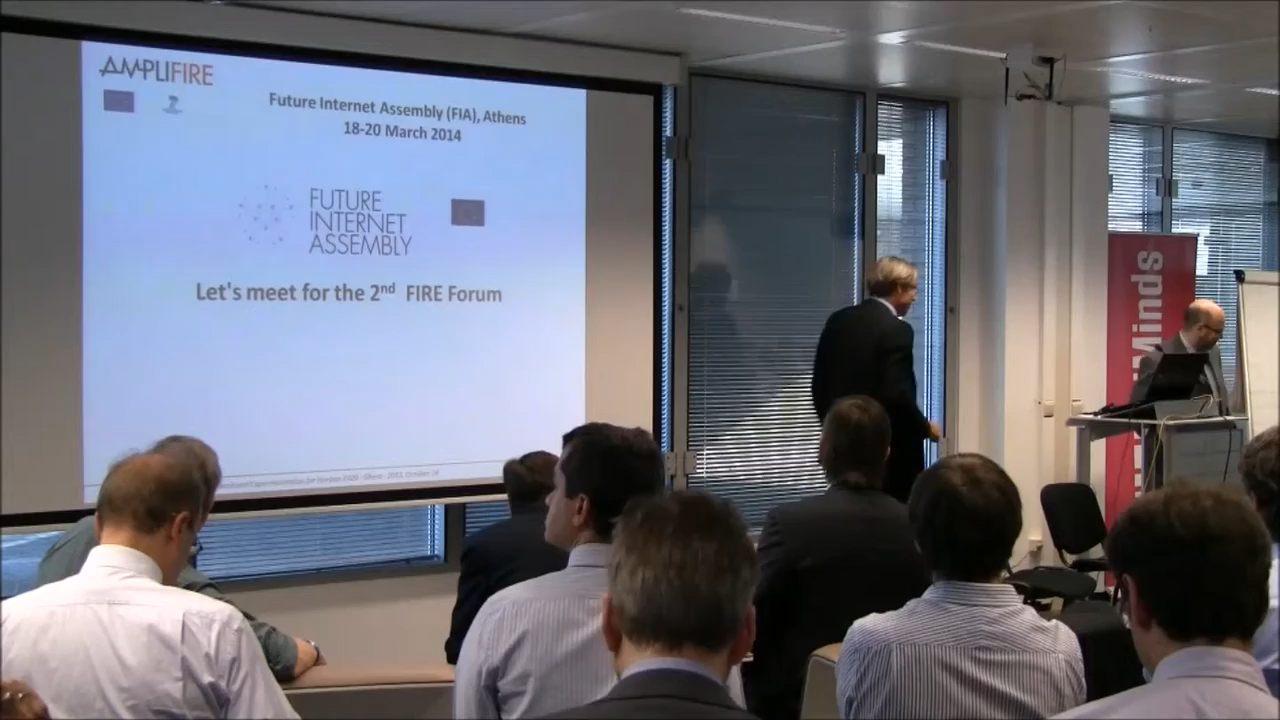 AMPLIFIRE
Future Internet Assembly (FIA), Athens
18-20 March 2014
FUTURE
INTERNET
ASSEMBLY
Let's meet for the 2nd FIRE Forum
Minds